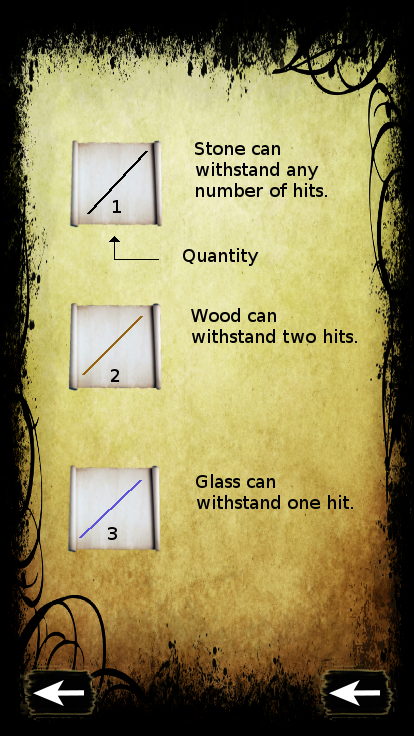 Stone can
withstand any
number of hits.
1
Quantity
Wood can
withstand two hits.
2
Glass can
withstand one hit.
3